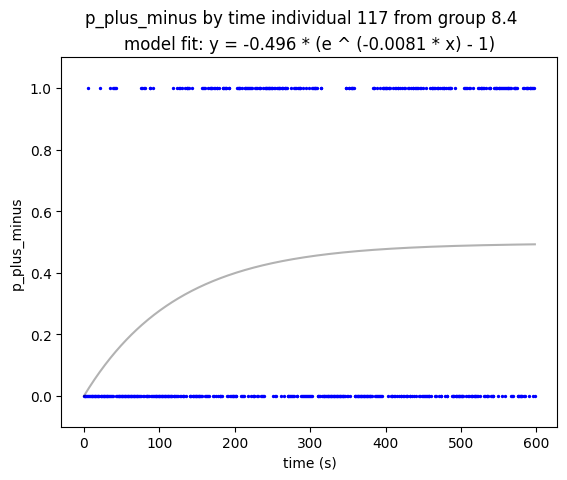 p_plus_minus by time individual 117 from group 8.4
model fit: y = -0.496 * (e ^ (-0.0081 * x) - 1)
1.0
0.8
0.6
0.4
0.2
0.0
p_plus_minus
0 100 200 300 400 500 600
time (s)